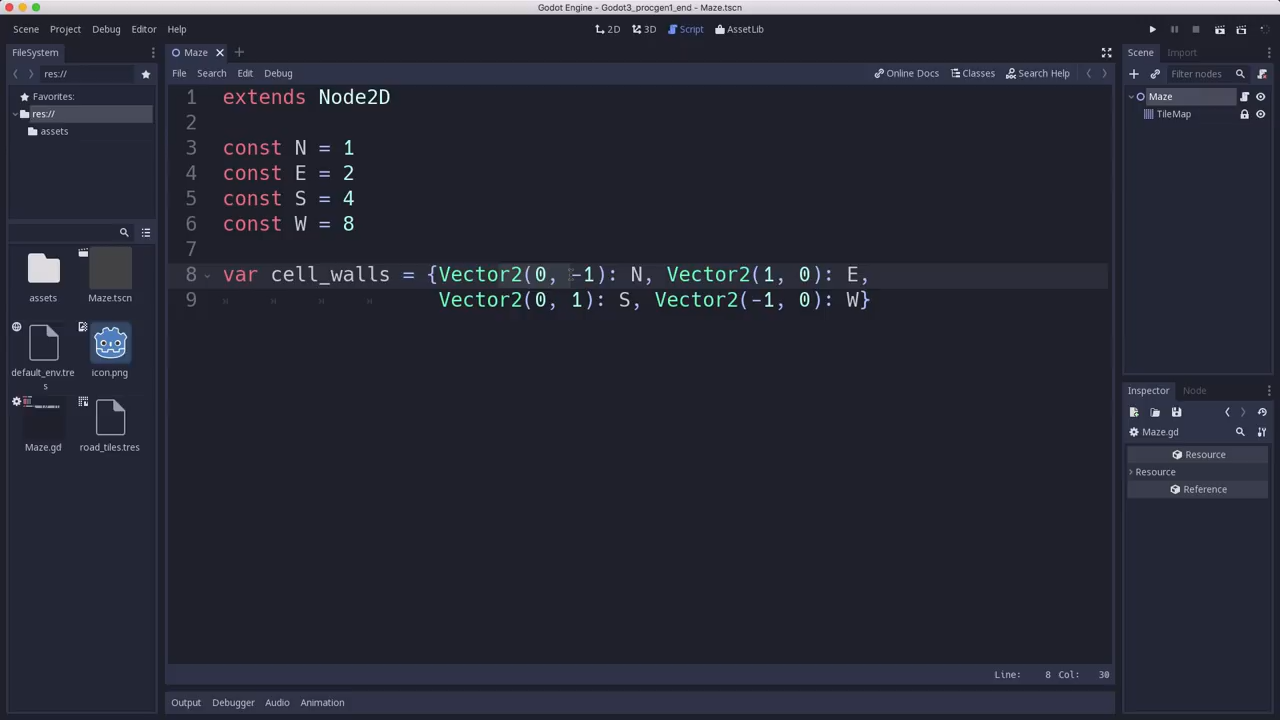 Godot Engine - Godot3_procgen1_end - Maze.tscn
Scene Project Debug Editor Help
2D 3D Script AssetLib
FileSystem
res://
Favorites:
res://
assets
assets
Maze.tscn
default_env.tres
icon.png
Maze.gd
road_tiles.tres
Maze
File Search Edit Debug
Online Docs Classes Search Help
1 extends Node2D
2
3 const N = 1
4 const E = 2
5 const S = 4
6 const W = 8
7
8 var cell_walls = {Vector2(0, -1): N, Vector2(1, 0): E,
9 Vector2(0, 1): S, Vector2(-1, 0): W}
Line: 8 Col: 30
Output Debugger Audio Animation
Scene Import
Filter nodes
Maze
TileMap
Inspector Node
Maze.gd
Resource
Resource
Reference